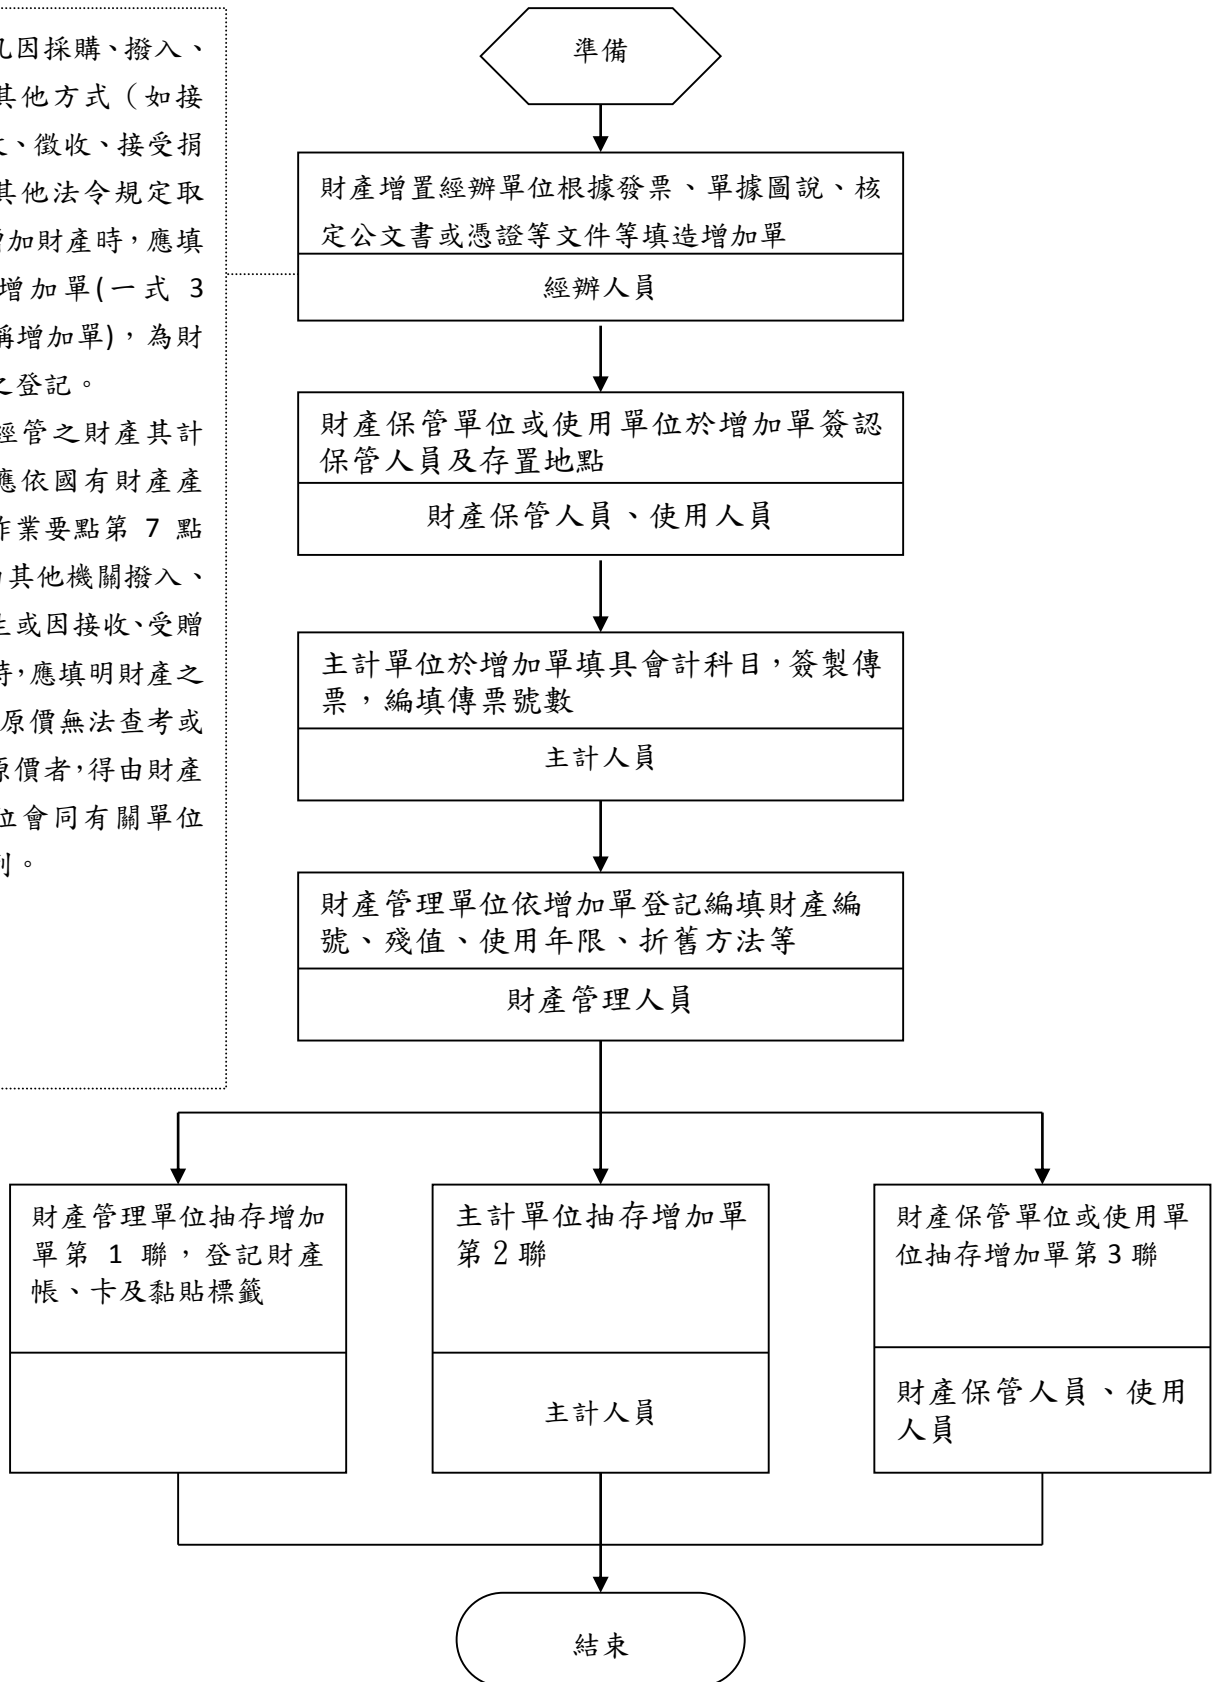 凡因採購、撥入、
其他方式（如接
、徵收、接受捐
其他法令規定取
增加財產時，應填
增加單(一式 3
稱增加單)，為財
之登記。
經管之財產其計
應依國有財產產
作業要點第 7 點
其他機關撥入、
生或因接收、受贈
時，應填明財產之
原價無法查考或
原價者，得由財產
位會同有關單位
列。
準備
財產增置經辦單位根據發票、單據圖說、核
定公文書或憑證等文件等填造增加單
經辦人員
財產保管單位或使用單位於增加單簽認
保管人員及存置地點
財產保管人員、使用人員
主計單位於增加單填具會計科目，簽製傳
票，編填傳票號數
主計人員
財產管理單位依增加單登記編填財產編
號、殘值、使用年限、折舊方法等
財產管理人員
財產管理單位抽存增加
單第 1 聯，登記財產
帳、卡及黏貼標籤
主計單位抽存增加單
第２聯
主計人員
財產保管單位或使用單
位抽存增加單第 3 聯
財產保管人員、使用
人員
結束